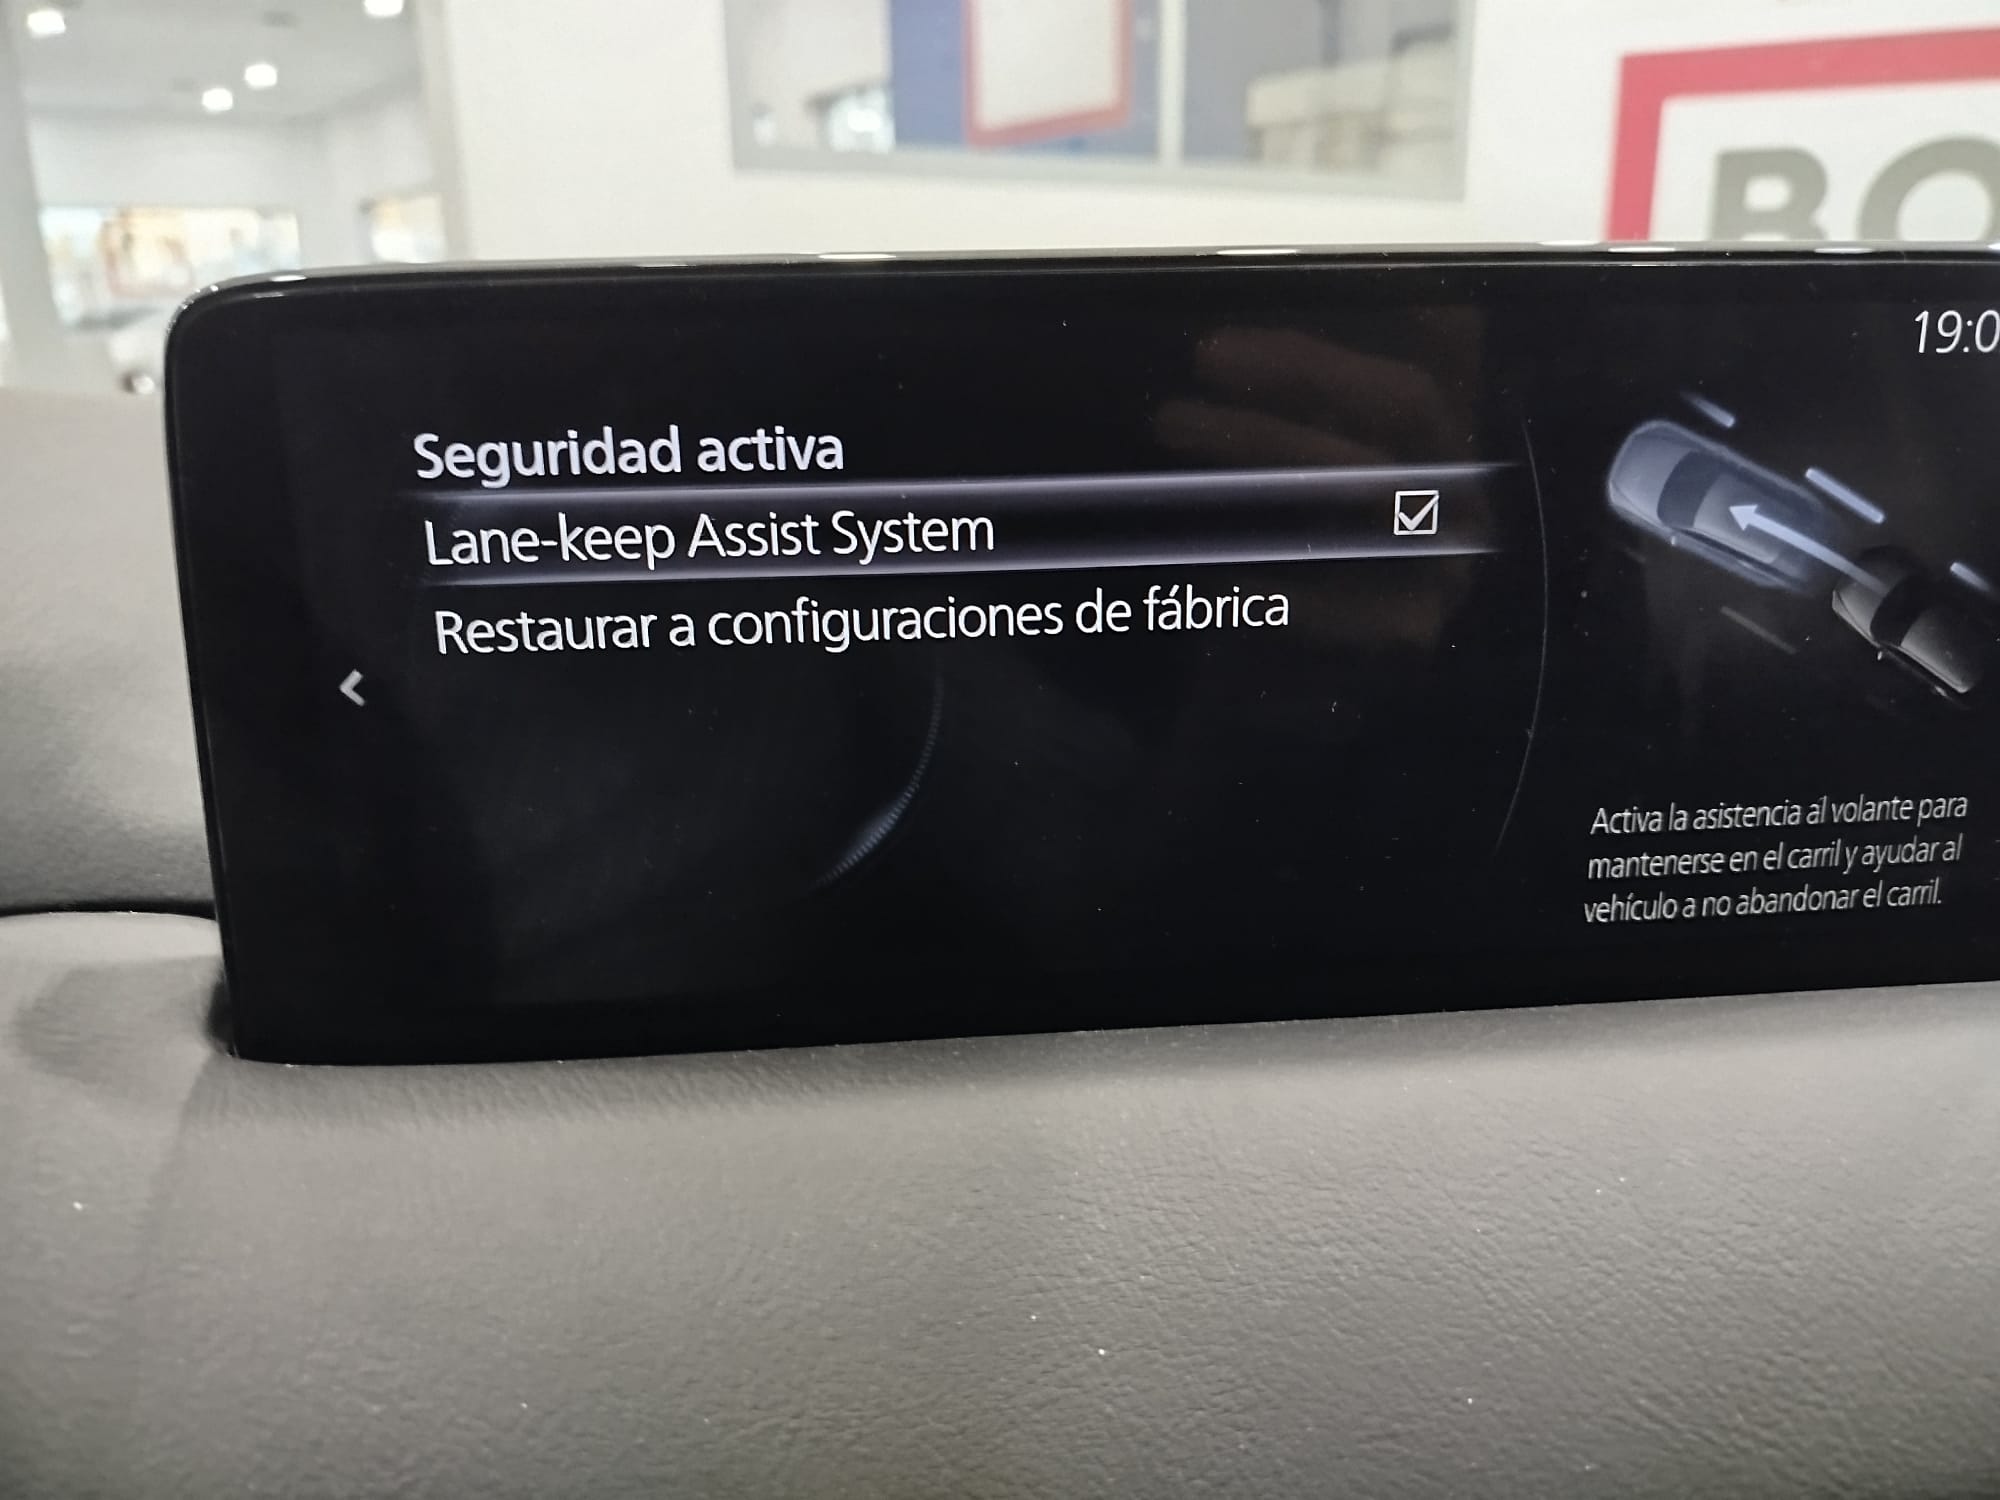 BO
19:0
Seguridad activa
Lane-keep Assist System
Restaurar a configuraciones de fábrica
Activa la asistencia al volante para
mantenerse en el carril y ayudar al
vehículo a no abandonar el carril.